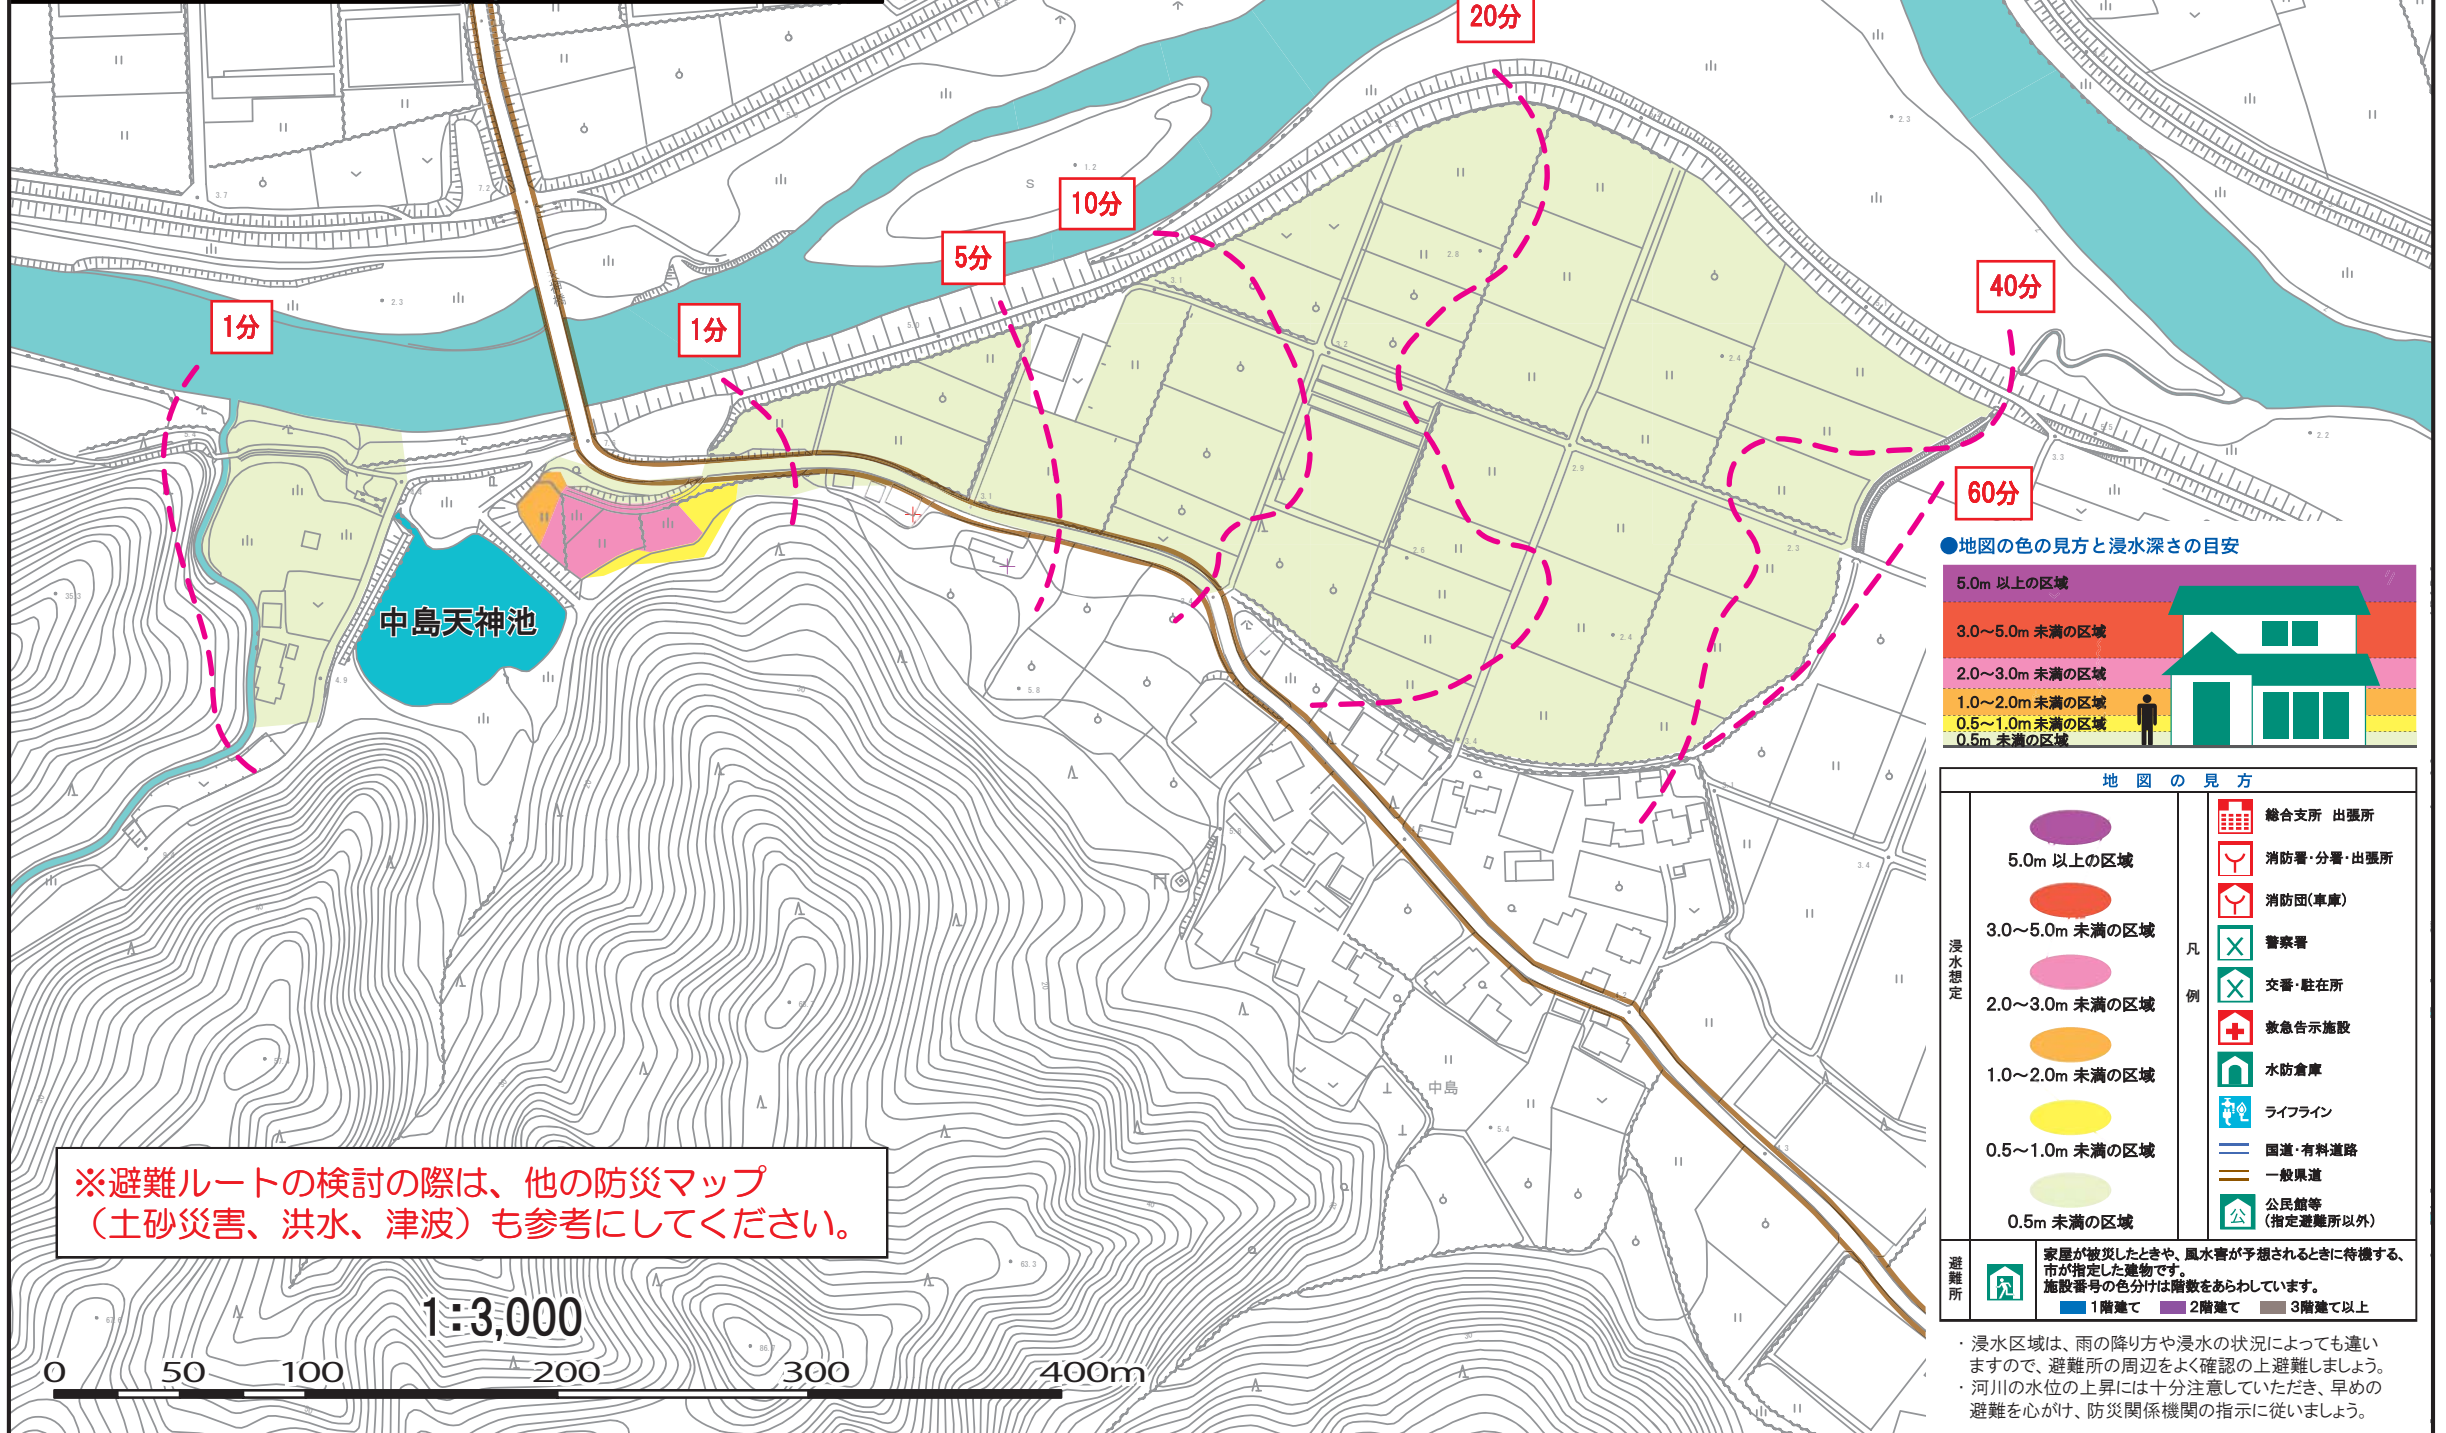 20分
10分
5分
1分
1分
40分
60分
中島天神池
中島
●地図の色の見方と浸水深さの目安
5.0m 以上の区域
3.0～5.0m 未満の区域
2.0～3.0m 未満の区域
1.0～2.0m 未満の区域
0.5～1.0m 未満の区域
0.5m 未満の区域
地図の見方
浸水想定
5.0m 以上の区域
3.0～5.0m 未満の区域
2.0～3.0m 未満の区域
1.0～2.0m 未満の区域
0.5～1.0m 未満の区域
0.5m 未満の区域
凡例
総合支所 出張所
消防署・分署・出張所
消防団(車庫)
警察署
交番・駐在所
救急告示施設
水防倉庫
ライフライン
国道・有料道路
一般県道
公
公民館等
(指定避難所以外)
避難所
家屋が被災したときや、風水害が予想されるときに待機する、
市が指定した建物です。
施設番号の色分けは階数をあらわしています。
1階建て 2階建て 3階建て以上
・浸水区域は、雨の降り方や浸水の状況によっても違い
ますので、避難所の周辺をよく確認の上避難しましょう。
・河川の水位の上昇には十分注意していただき、早めの
避難を心がけ、防災関係機関の指示に従いましょう。
※避難ルートの検討の際は、他の防災マップ
（土砂災害、洪水、津波）も参考にしてください。
1:3,000
0 50 100 200 300 400m